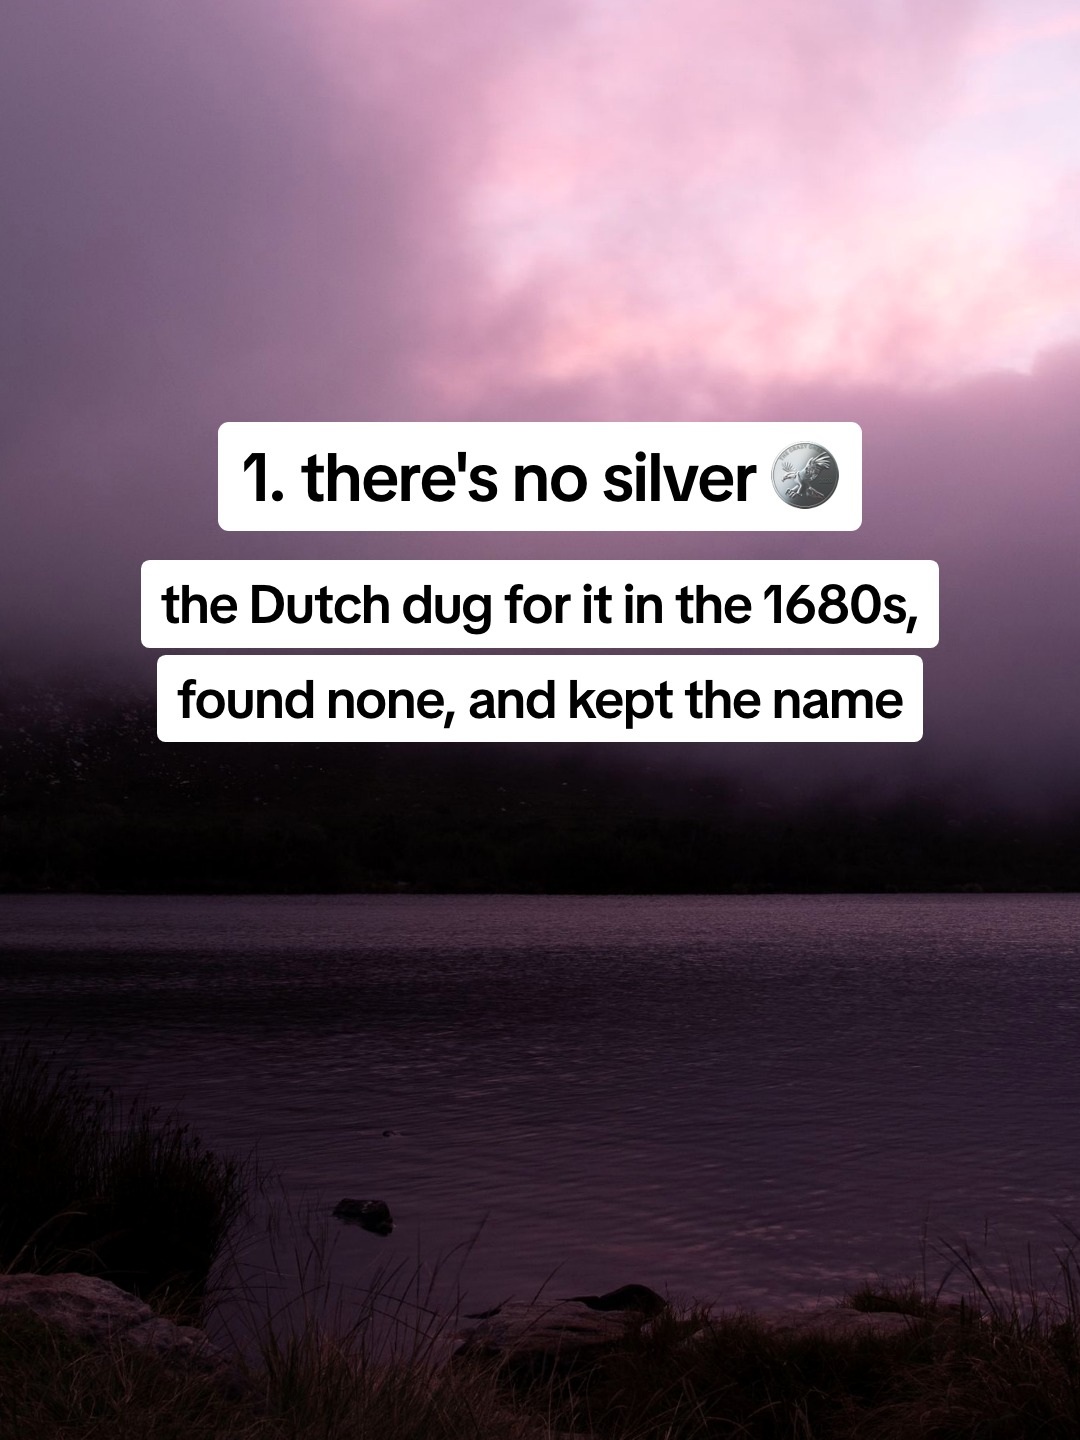 1. there's no silver
the Dutch dug for it in the 1680s,
found none, and kept the name